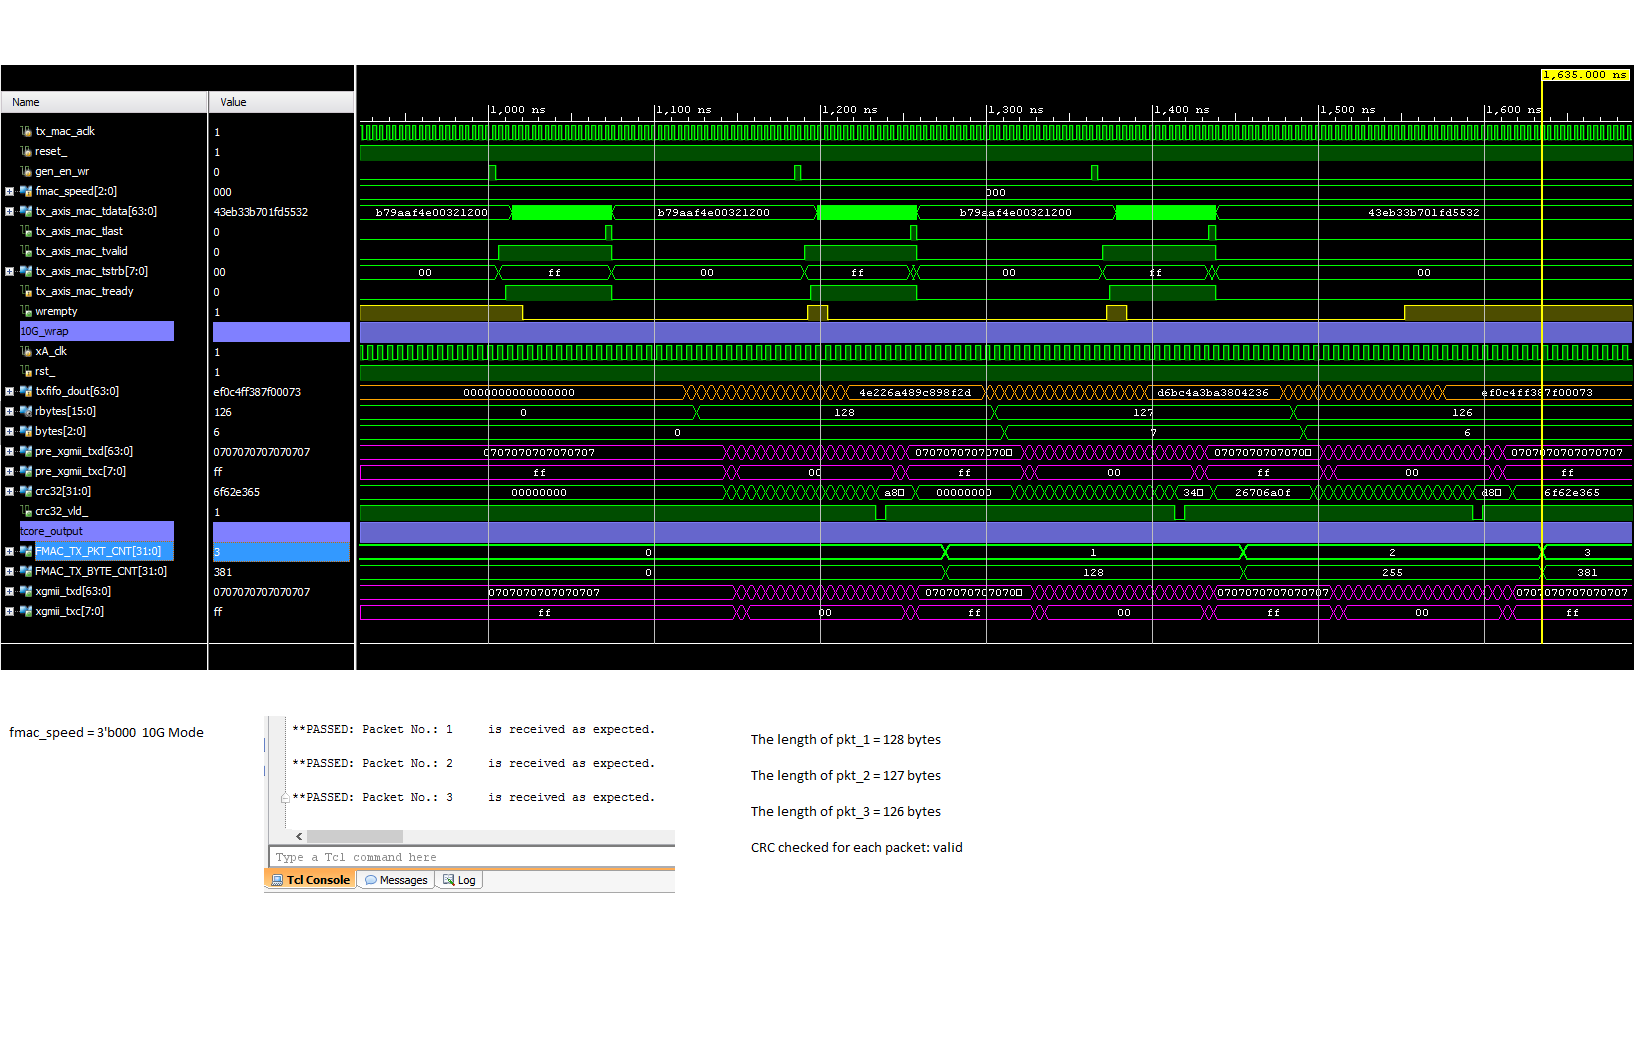 1,635.000 ns
Name Value
1,000 ns 1,100 ns 1,200 ns 1,300 ns 1,400 ns 1,500 ns 1,600 ns
tx_mac_aclk 1
reset_ 1
gen_en_wr 0
fmac_speed[2:0] 000 000
tx_axis_mac_tdata[63:0] 43eb33b701fd5532 b79aaf4e00321200 b79aaf4e00321200 b79aaf4e00321200 43eb33b701fd5532
tx_axis_mac_tlast 0
tx_axis_mac_tvalid 0
tx_axis_mac_tstrb[7:0] 00 00 ff 00 ff 00 ff 00
tx_axis_mac_tready 0
wrempty 1
10G_wrap
xA_clk 1
rst_ 1
txfifo_dout[63:0] ef0c4ff387f00073 0000000000000000 4e226a489c898f2d d6bc4a3ba3804236 ef0c4ff387f00073
rbytes[15:0] 126 0 128 127 126
bytes[2:0] 6 0 7 6
pre_xgmii_txd[63:0] 0707070707070707 0707070707070707 070707070707070 070707070707070 0707070707070707
pre_xgmii_txc[7:0] ff ff 00 ff 00 ff 00 ff
crc32[31:0] 6f62e365 00000000 a8 00000000 34 26706a0f d8 6f62e365
crc32_vld_ 1
tcore_output
FMAC_TX_PKT_CNT[31:0] 3 0 1 2 3
FMAC_TX_BYTE_CNT[31:0] 381 0 128 255 381
xgmii_txd[63:0] 0707070707070707 0707070707070707 070707070707070 0707070707070707 0707070707070707
xgmii_txc[7:0] ff ff 00 ff 00 ff 00 ff
fmac_speed = 3'b000 10G Mode
**PASSED: Packet No.: 1 is received as expected.
**PASSED: Packet No.: 2 is received as expected.
**PASSED: Packet No.: 3 is received as expected.
Type a Tcl command here
Tcl Console Messages Log
The length of pkt_1 = 128 bytes
The length of pkt_2 = 127 bytes
The length of pkt_3 = 126 bytes
CRC checked for each packet: valid